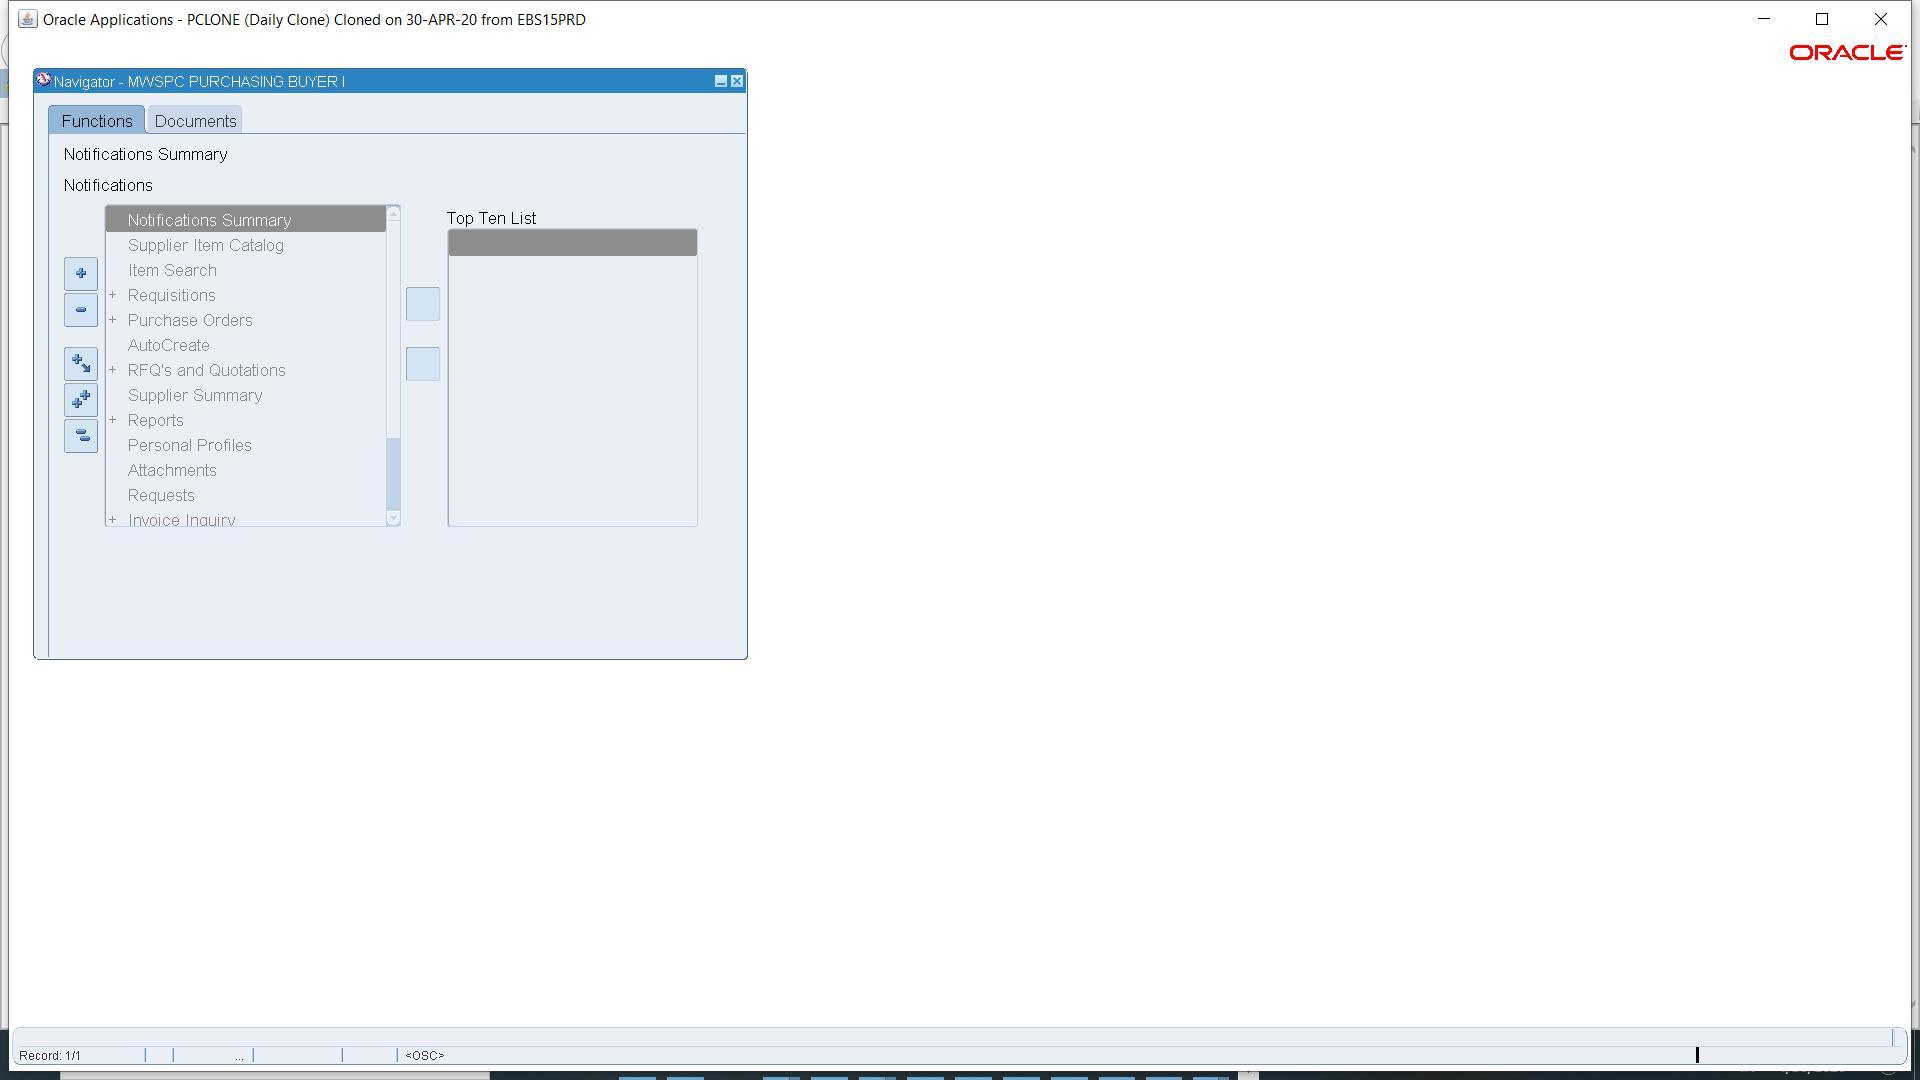 Oracle Applications - PCLONE (Daily Clone) Cloned on 30-APR-20 from EBS15PRD
ORACLE
Navigator - MWSPC PURCHASING BUYER I
Functions
Documents
Notifications Summary
Notifications
Notifications Summary
Supplier Item Catalog
Item Search
+ Requisitions
+ Purchase Orders
AutoCreate
+ RFQ's and Quotations
Supplier Summary
+ Reports
Personal Profiles
Attachments
Requests
+ Invoice Inquiry
Top Ten List
Record: 1/1
...
<OSC>